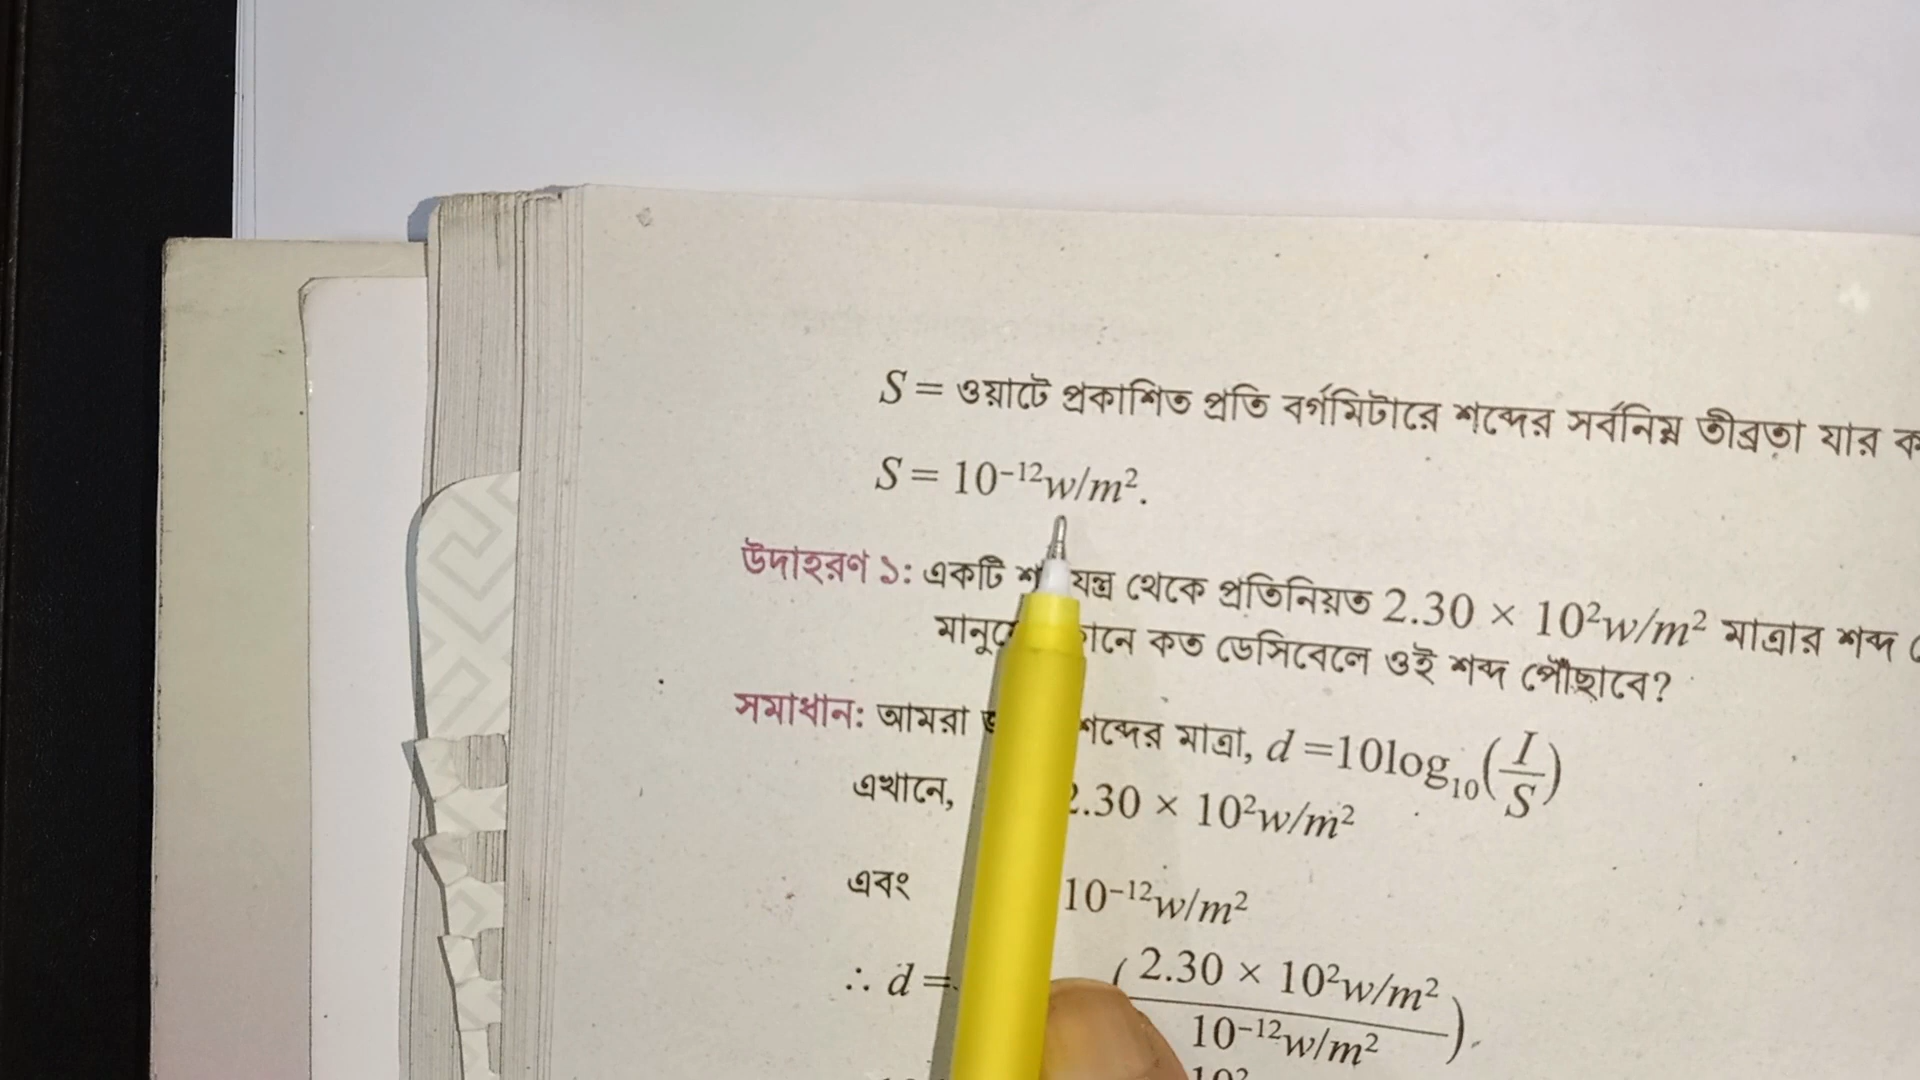 S = ওয়াটে প্রকাশিত প্রতি বর্গমিটারে শব্দের সর্বনিম্ন তীব্রতা যার
S = 10⁻¹²w/m².
উদাহরণ ১: একটি যন্ত্র থেকে প্রতিনিয়ত 2.30 × 10²w/m² মাত্রার শব্দ
কত ডেসিবেলে ওই শব্দ পৌঁছাবে?
সমাধান: আমরা শব্দের মাত্রা, d =10log₁₀(I/S)
এখানে, 2.30 × 10²w/m²
এবং 10⁻¹²w/m²
∴ d = (2.30 × 10²w/m² / 10⁻¹²w/m²).